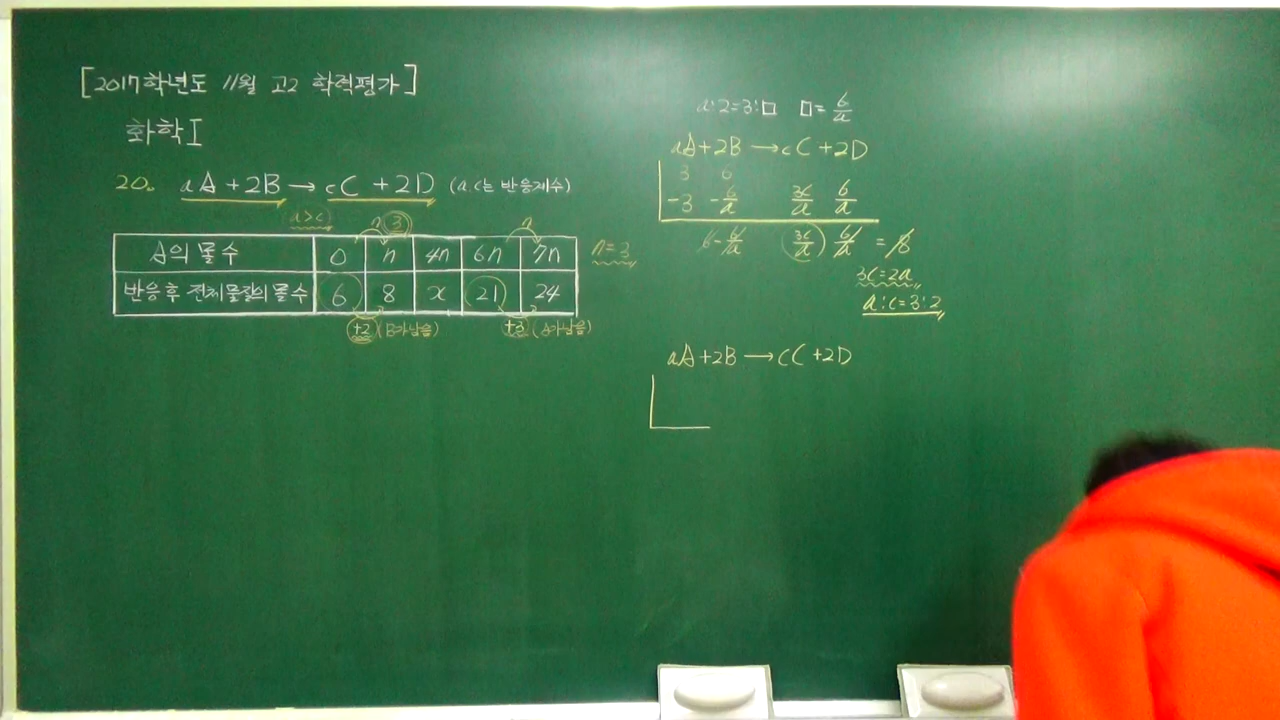 [2017학년도 11월 고2 학력평가]
화학I
20. aA + 2B → cC + 2D (a, c는 반응계수)
a>c n 3 n
A의 몰수 0 n 4n 6n 7n
반응 후 전체 물질의 몰수 6 8 x 21 24
n=3
+2 (B가 남음) +3 (A가 남음)
a:2=3:□ □=6/a
aA+2B → cC+2D
3 6
-3 -6/a 3c/a 6/a
6-6/a 3c/a 6/a = 8
3c=2a
a:c=3:2
aA+2B → cC+2D